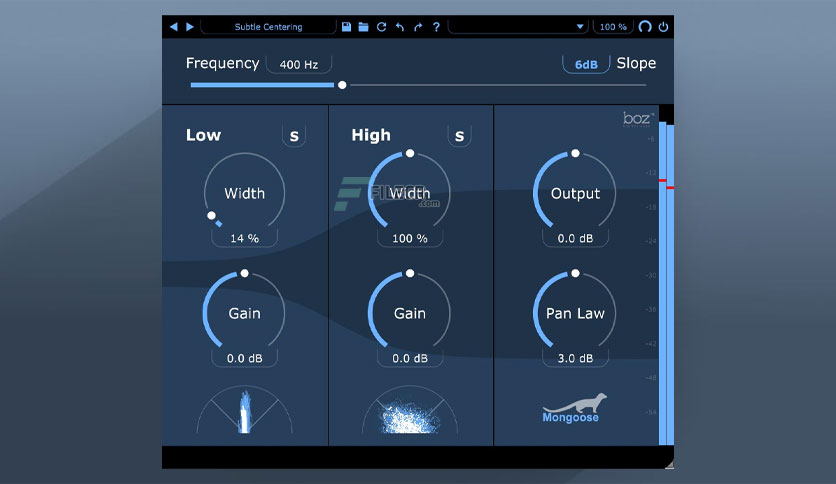 Subtle Centering
?
100 %
Frequency 400 Hz
6dB Slope
Low S
High S
boz
Width
Width
Output
FILECR
.com
14 %
100 %
0.0 dB
Gain
Gain
Pan Law
0.0 dB
0.0 dB
3.0 dB
Mongoose
-6
-12
-18
-24
-30
-36
-42
-48
-54